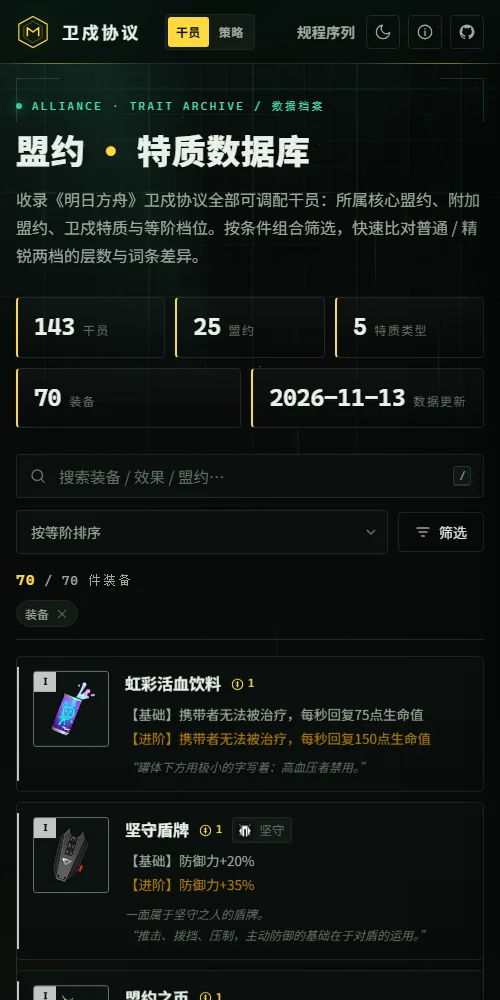 卫戍协议 干员 策略 规程序列
ALLIANCE · TRAIT ARCHIVE / 数据档案
盟约 · 特质数据库
收录《明日方舟》卫戍协议全部可调配干员：所属核心盟约、附加
盟约、卫戍特质与等阶档位。按条件组合筛选，快速比对普通 / 精
锐两档的层数与词条差异。
143 干员 25 盟约 5 特质类型
70 装备 2026-11-13 数据更新
搜索装备 / 效果 / 盟约… /
按等阶排序 筛选
70 / 70 件装备
装备 ×
I 虹彩活血饮料 1
【基础】携带者无法被治疗，每秒回复75点生命值
【进阶】携带者无法被治疗，每秒回复150点生命值
“罐体下方用极小的字写着：高血压者禁用。”
I 坚守盾牌 1 坚守
【基础】防御力+20%
【进阶】防御力+35%
一面属于坚守之人的盾牌。
“推击、拨挡、压制，主动防御的基础在于对盾的运用。”
I 盟约之币 1